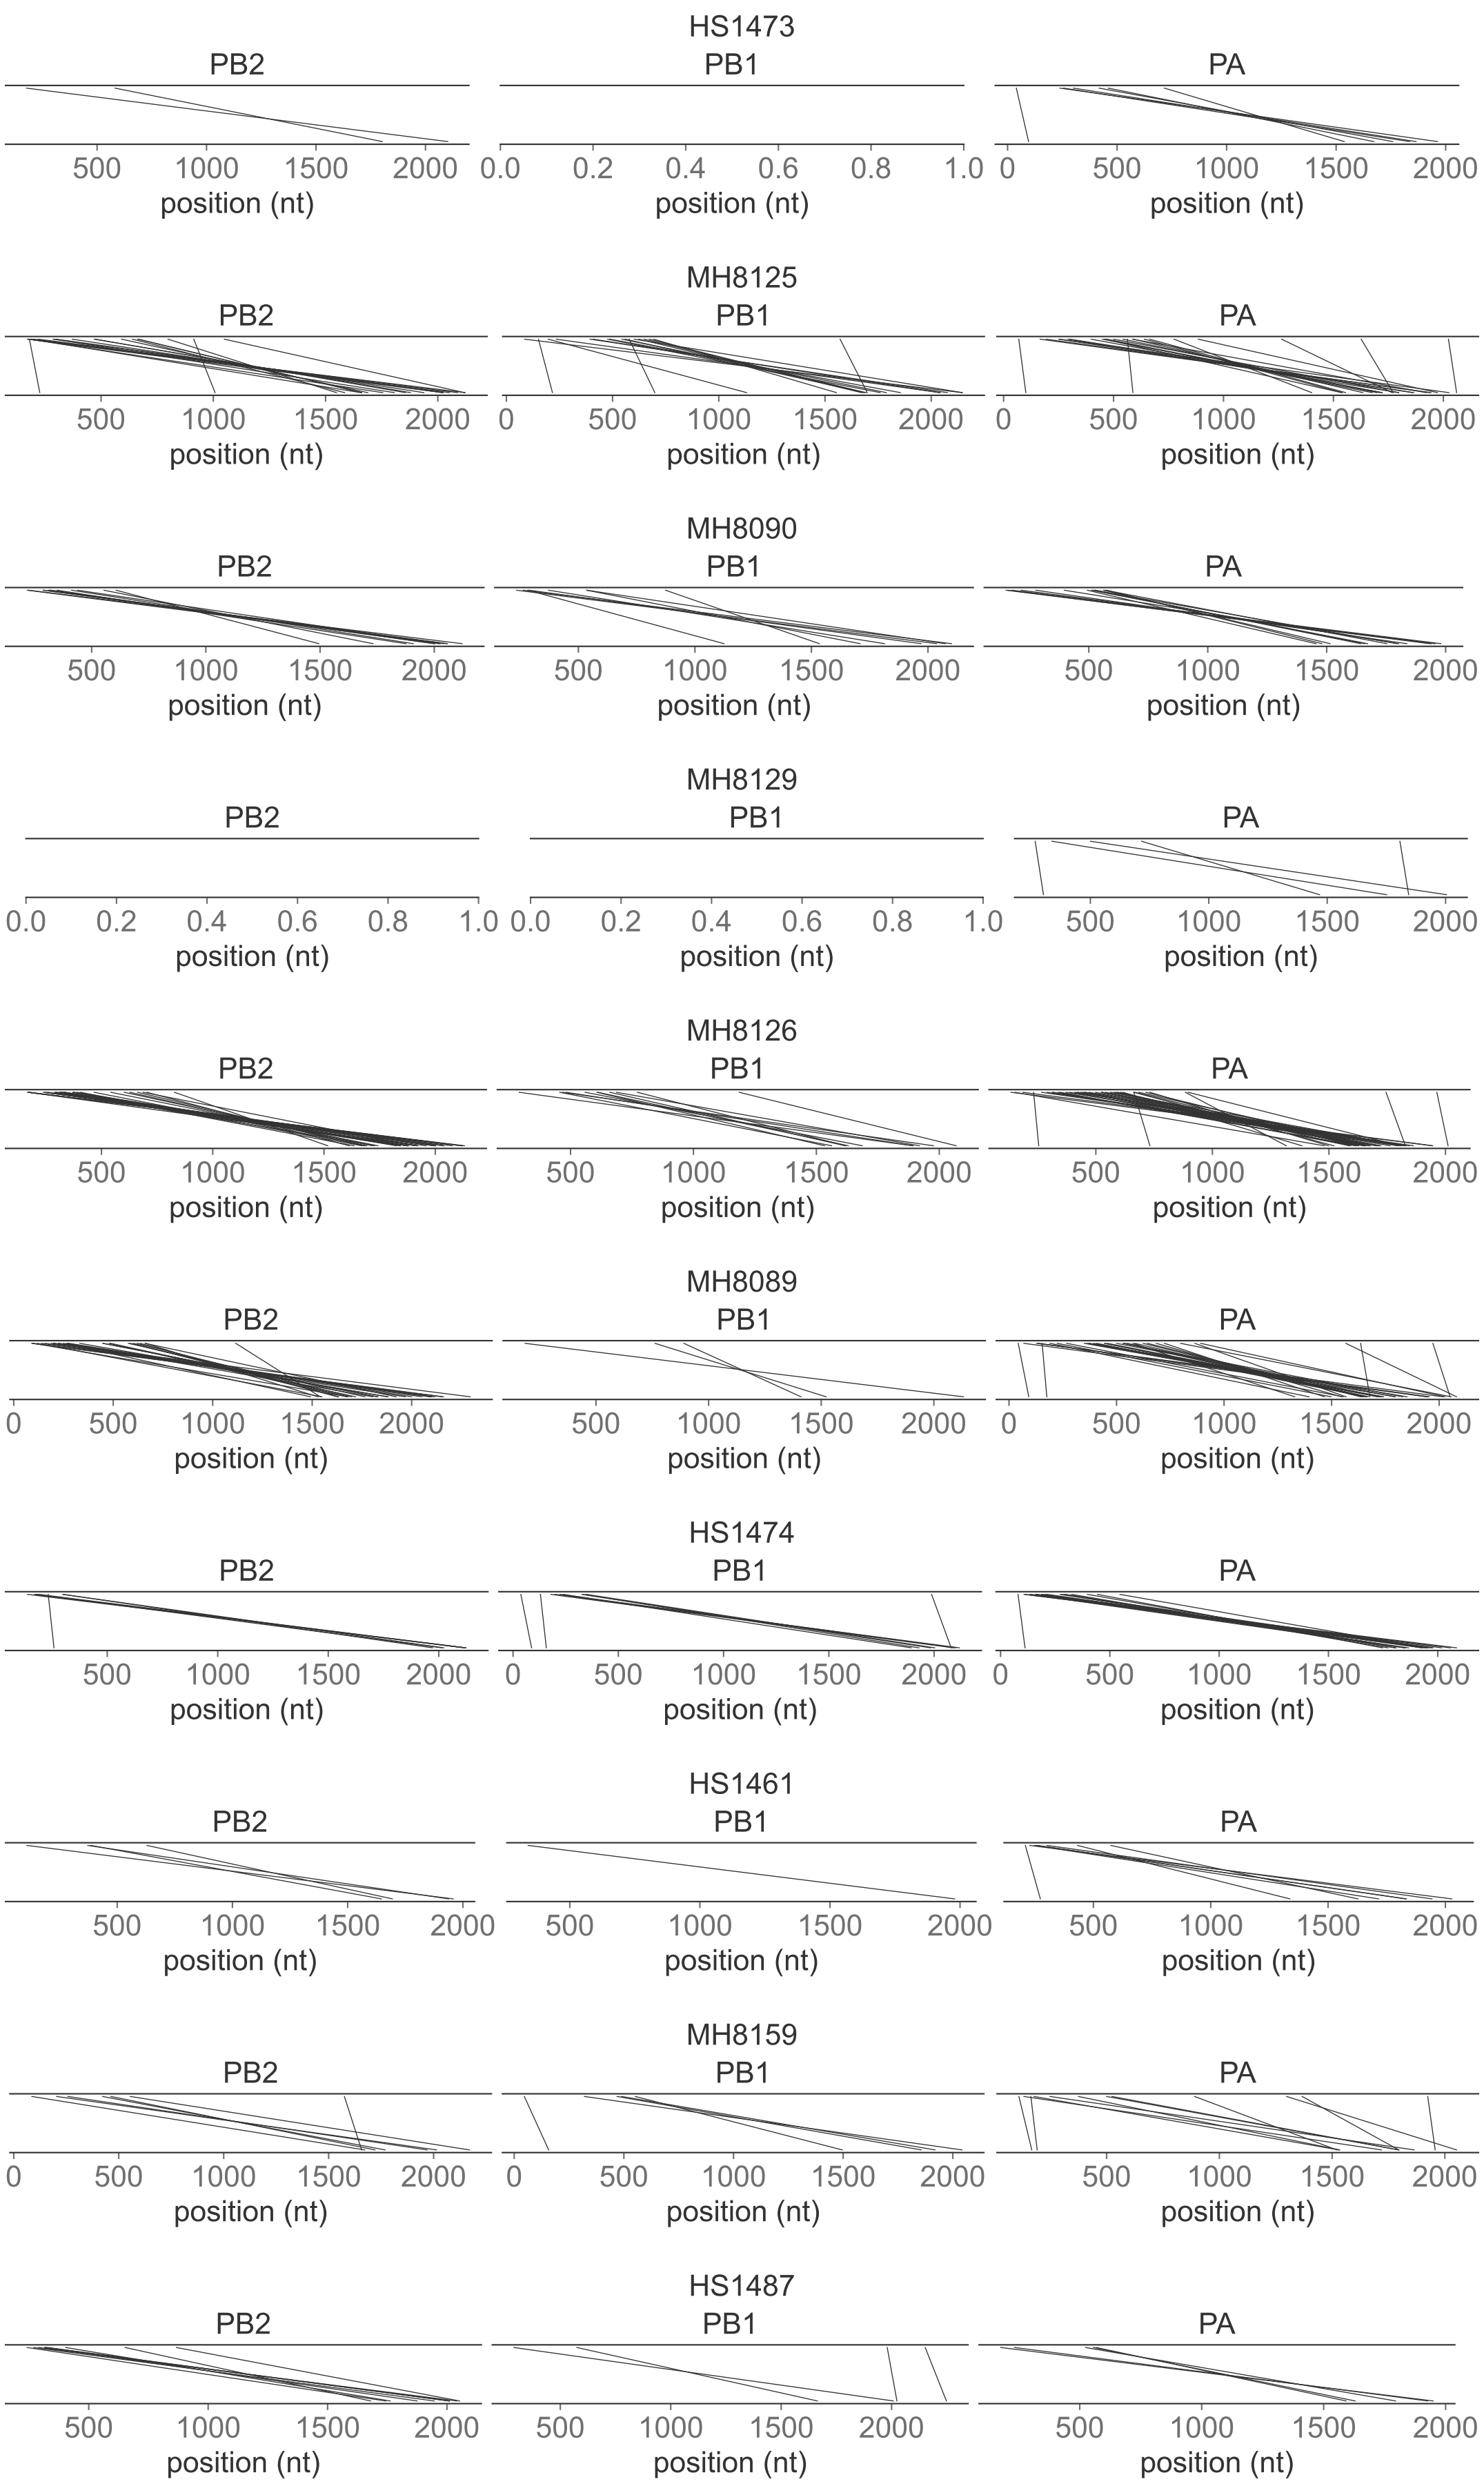 HS1473
PB2 PB1 PA
500 1000 1500 2000 0.0 0.2 0.4 0.6 0.8 1.0 0 500 1000 1500 2000
position (nt) position (nt) position (nt)
MH8125
PB2 PB1 PA
500 1000 1500 2000 0 500 1000 1500 2000 0 500 1000 1500 2000
position (nt) position (nt) position (nt)
MH8090
PB2 PB1 PA
500 1000 1500 2000 500 1000 1500 2000 500 1000 1500 2000
position (nt) position (nt) position (nt)
MH8129
PB2 PB1 PA
0.0 0.2 0.4 0.6 0.8 1.0 0.0 0.2 0.4 0.6 0.8 1.0 500 1000 1500 2000
position (nt) position (nt) position (nt)
MH8126
PB2 PB1 PA
500 1000 1500 2000 500 1000 1500 2000 500 1000 1500 2000
position (nt) position (nt) position (nt)
MH8089
PB2 PB1 PA
0 500 1000 1500 2000 500 1000 1500 2000 0 500 1000 1500 2000
position (nt) position (nt) position (nt)
HS1474
PB2 PB1 PA
500 1000 1500 2000 0 500 1000 1500 2000 0 500 1000 1500 2000
position (nt) position (nt) position (nt)
HS1461
PB2 PB1 PA
500 1000 1500 2000 500 1000 1500 2000 500 1000 1500 2000
position (nt) position (nt) position (nt)
MH8159
PB2 PB1 PA
0 500 1000 1500 2000 0 500 1000 1500 2000 500 1000 1500 2000
position (nt) position (nt) position (nt)
HS1487
PB2 PB1 PA
500 1000 1500 2000 500 1000 1500 2000 500 1000 1500 2000
position (nt) position (nt) position (nt)